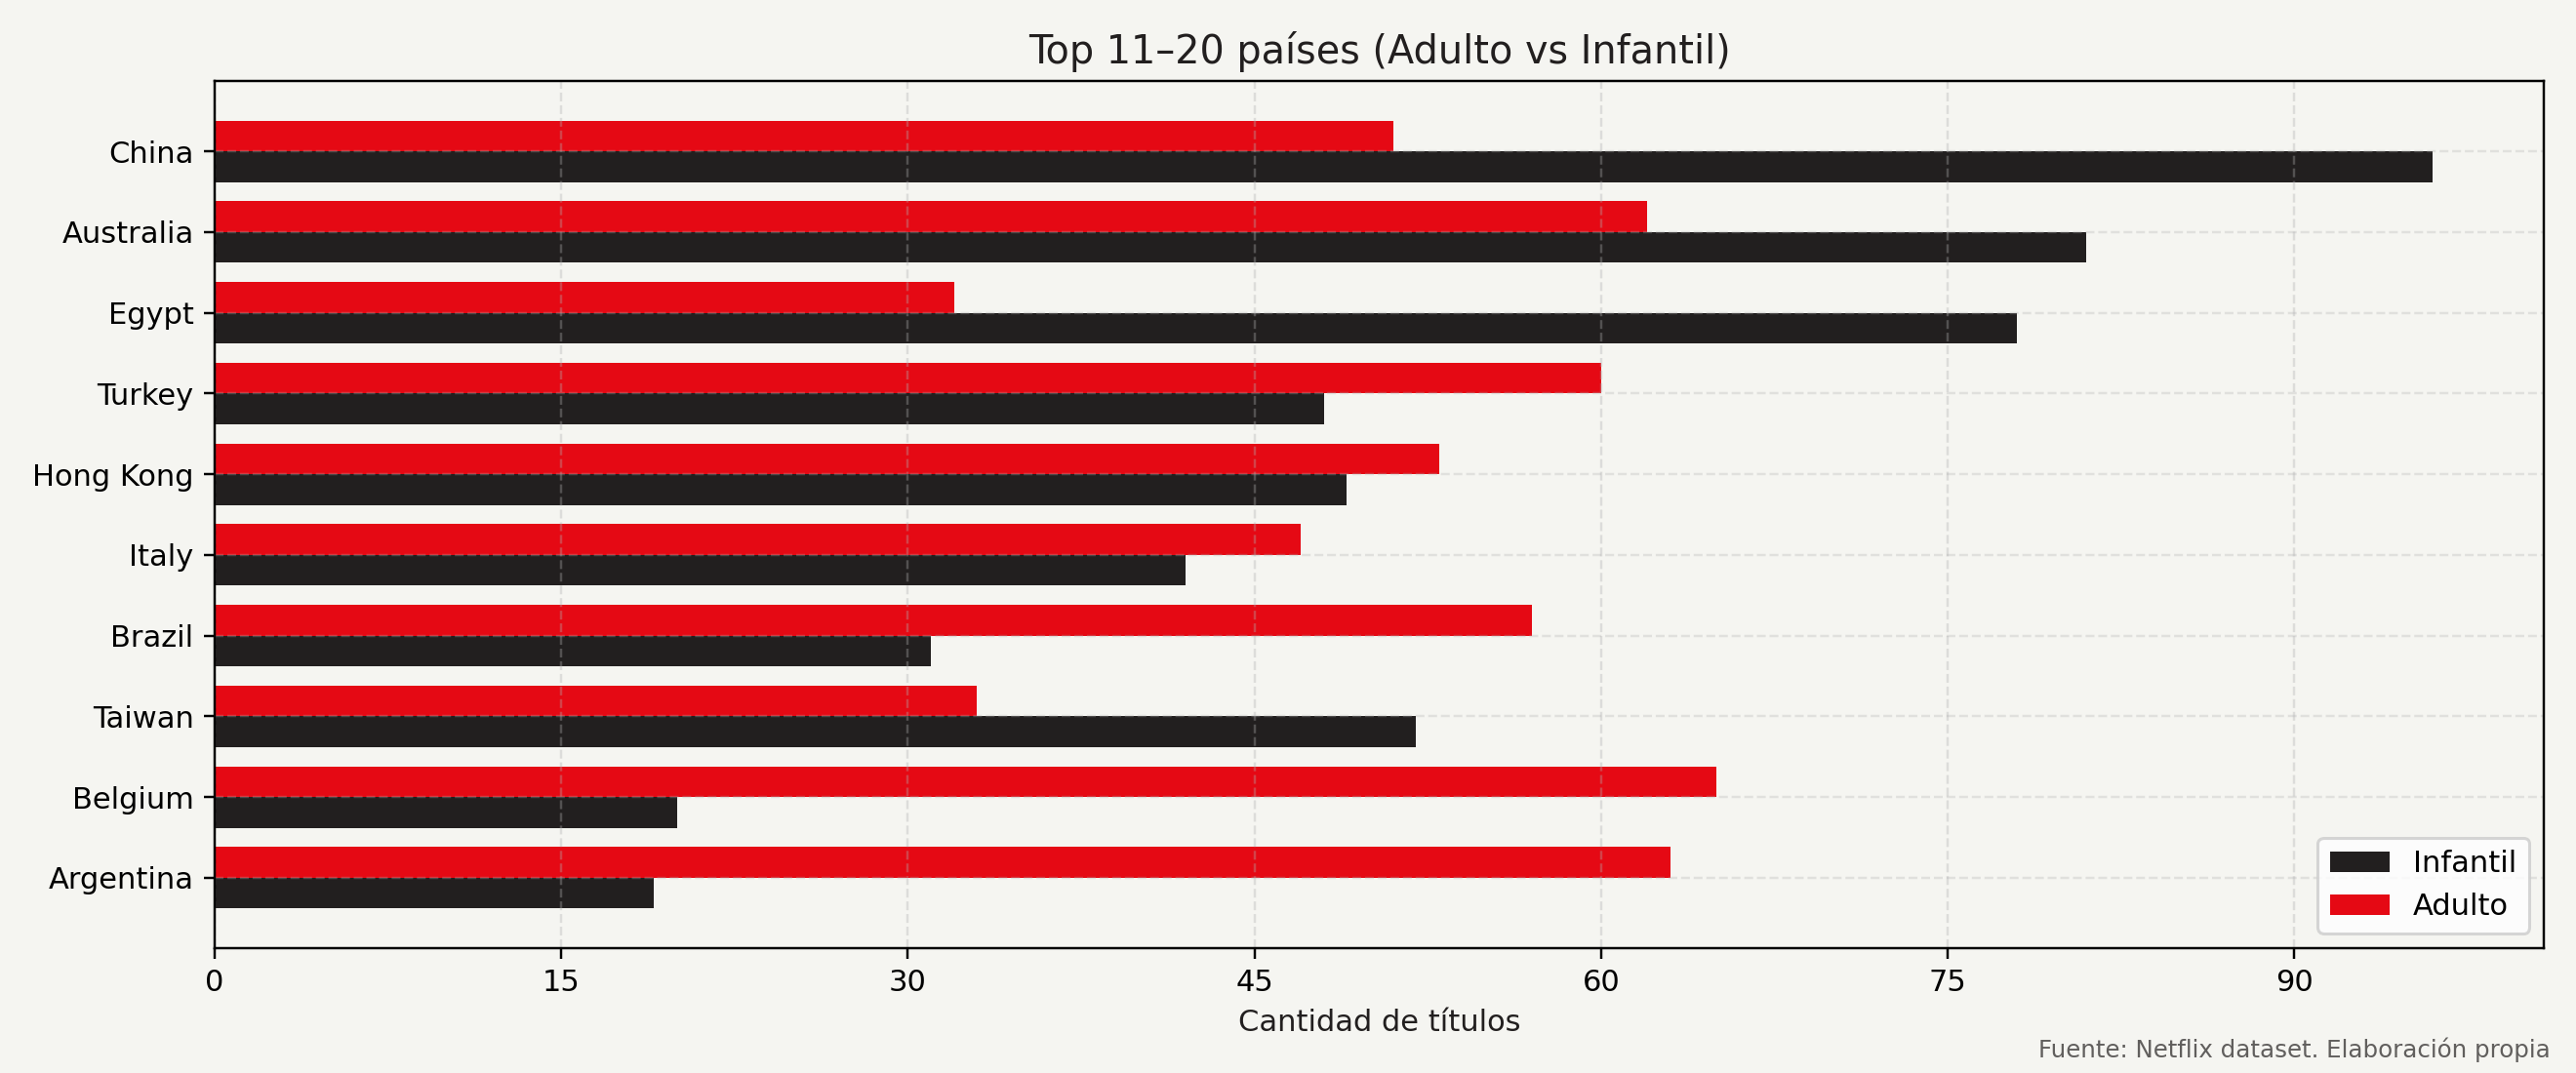 Top 11–20 países (Adulto vs Infantil)
China
Australia
Egypt
Turkey
Hong Kong
Italy
Brazil
Taiwan
Belgium
Argentina
Infantil
Adulto
0 15 30 45 60 75 90
Cantidad de títulos
Fuente: Netflix dataset. Elaboración propia